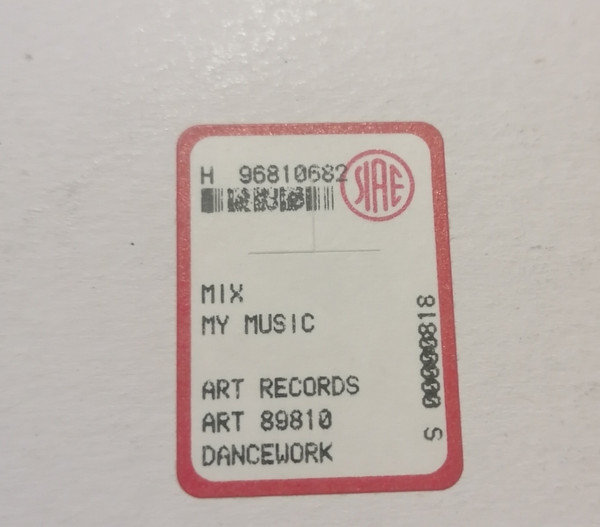 H 96810682
SIAE
MIX
MY MUSIC
ART RECORDS
ART 89810
DANCEWORK
S 00000818